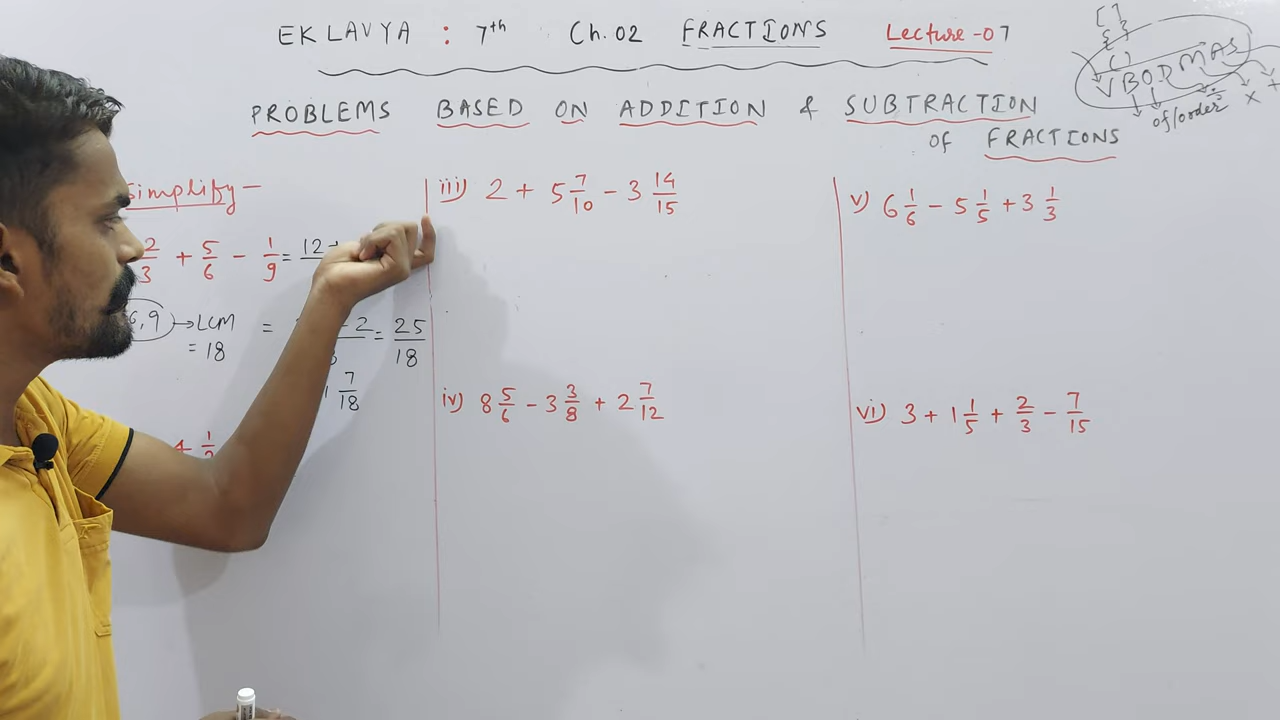 EKLAVYA : 7th Ch. 02 FRACTIONS Lecture-07
[ ]
{ }
( )
VBODMAS
of/order ÷ × +
PROBLEMS BASED ON ADDITION & SUBTRACTION
of FRACTIONS
Simplify-
2/3 + 5/6 - 1/9 = 12+
6,9 → LCM
= 18
= -2 = 25/18
7/18
4 1/2
iii) 2 + 5 7/10 - 3 14/15
iv) 8 5/6 - 3 3/8 + 2 7/12
v) 6 1/6 - 5 1/5 + 3 1/3
vi) 3 + 1 1/5 + 2/3 - 7/15